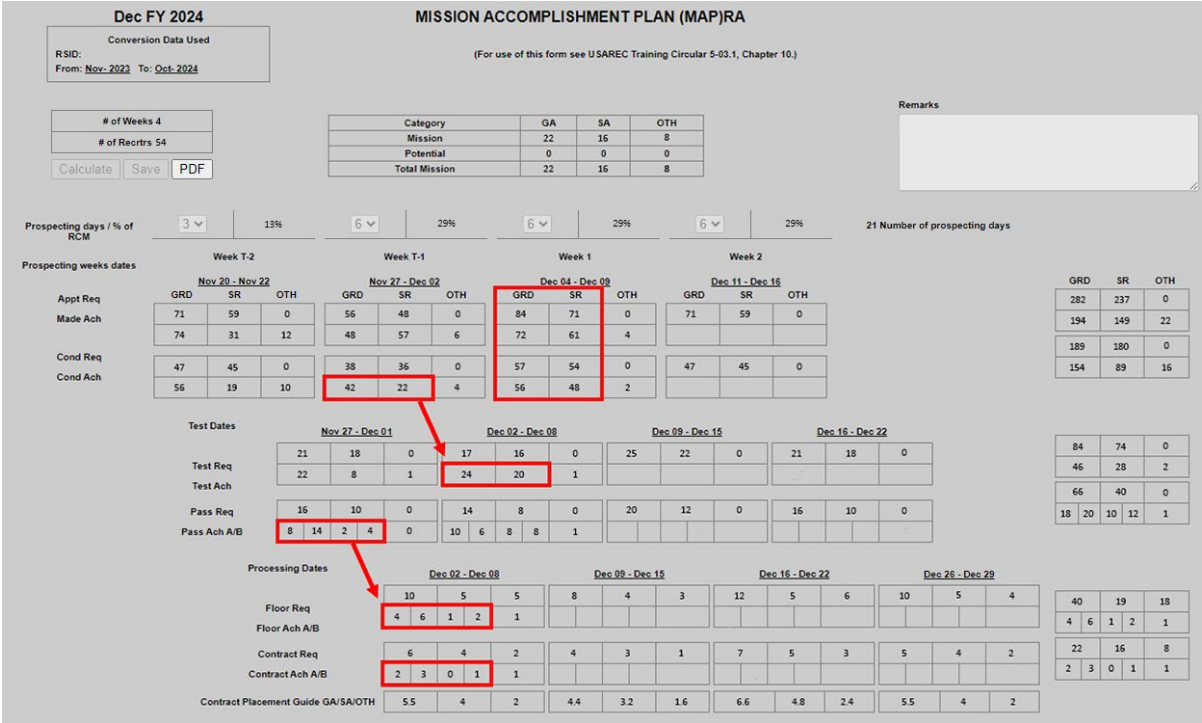 Dec FY 2024
MISSION ACCOMPLISHMENT PLAN (MAP)RA
Conversion Data Used
RSID:
From: Nov- 2023 To: Oct- 2024
(For use of this form see USAREC Training Circular 5-03.1, Chapter 10.)
Remarks
# of Weeks 4
# of Recrtrs 54
Calculate Save PDF
Category GA SA OTH
Mission 22 16 8
Potential 0 0 0
Total Mission 22 16 8
Prospecting days / % of RCM 3 13% 6 29% 6 29% 6 29% 21 Number of prospecting days
Prospecting weeks dates
Week T-2 Week T-1 Week 1 Week 2
Nov 20 - Nov 22 Nov 27 - Dec 02 Dec 04 - Dec 09 Dec 11 - Dec 16
GRD SR OTH GRD SR OTH GRD SR OTH GRD SR OTH GRD SR OTH
Appt Req 71 59 0 56 48 0 84 71 0 71 59 0 282 237 0
Made Ach 74 31 12 48 57 6 72 61 4 194 149 22
Cond Req 47 45 0 38 36 0 57 54 0 47 45 0 189 180 0
Cond Ach 56 19 10 42 22 4 56 48 2 154 89 16
Test Dates Nov 27 - Dec 01 Dec 02 - Dec 08 Dec 09 - Dec 15 Dec 16 - Dec 22
Test Req 21 18 0 17 16 0 25 22 0 21 18 0 84 74 0
Test Ach 22 8 1 24 20 1 46 28 2
Pass Req 16 10 0 14 8 0 20 12 0 16 10 0 66 40 0
Pass Ach A/B 8 14 2 4 0 10 6 8 8 1 18 20 10 12 1
Processing Dates Dec 02 - Dec 08 Dec 09 - Dec 15 Dec 16 - Dec 22 Dec 26 - Dec 29
Floor Req 10 5 5 8 4 3 12 5 6 10 5 4 40 19 18
Floor Ach A/B 4 6 1 2 1 4 6 1 2 1
Contract Req 6 4 2 4 3 1 7 5 3 5 4 2 22 16 8
Contract Ach A/B 2 3 0 1 1 2 3 0 1 1
Contract Placement Guide GA/SA/OTH 5.5 4 2 4.4 3.2 1.6 6.6 4.8 2.4 5.5 4 2